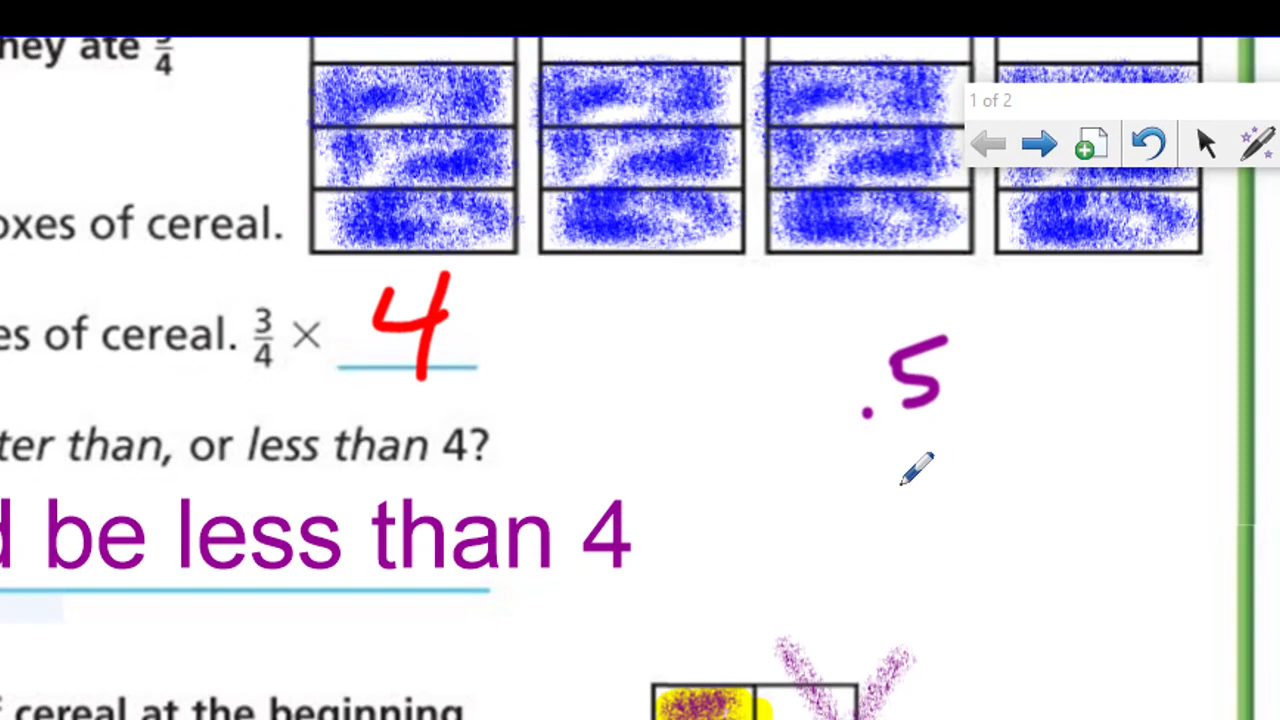 hey ate 3/4
1 of 2
oxes of cereal.
es of cereal. 3/4 × 4
.5
ter than, or less than 4?
d be less than 4
cereal at the beginning